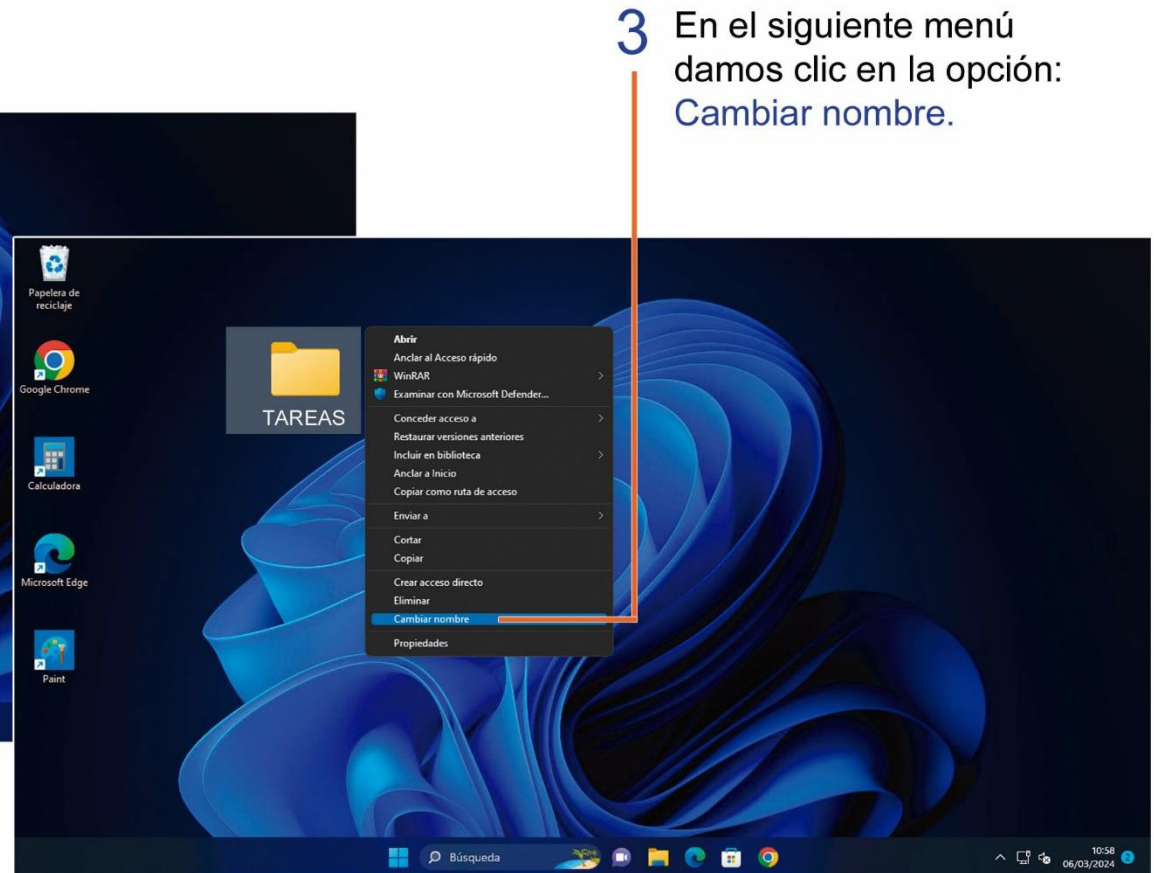 3
En el siguiente menú
damos clic en la opción:
Cambiar nombre.
Papelera de
reciclaje
Google Chrome
Calculadora
Microsoft Edge
Paint
TAREAS
Abrir
Anclar al Acceso rápido
WinRAR
Examinar con Microsoft Defender...
Conceder acceso a
Restaurar versiones anteriores
Incluir en biblioteca
Anclar a Inicio
Copiar como ruta de acceso
Enviar a
Cortar
Copiar
Crear acceso directo
Eliminar
Cambiar nombre
Propiedades
Búsqueda
10:58
06/03/2024
2